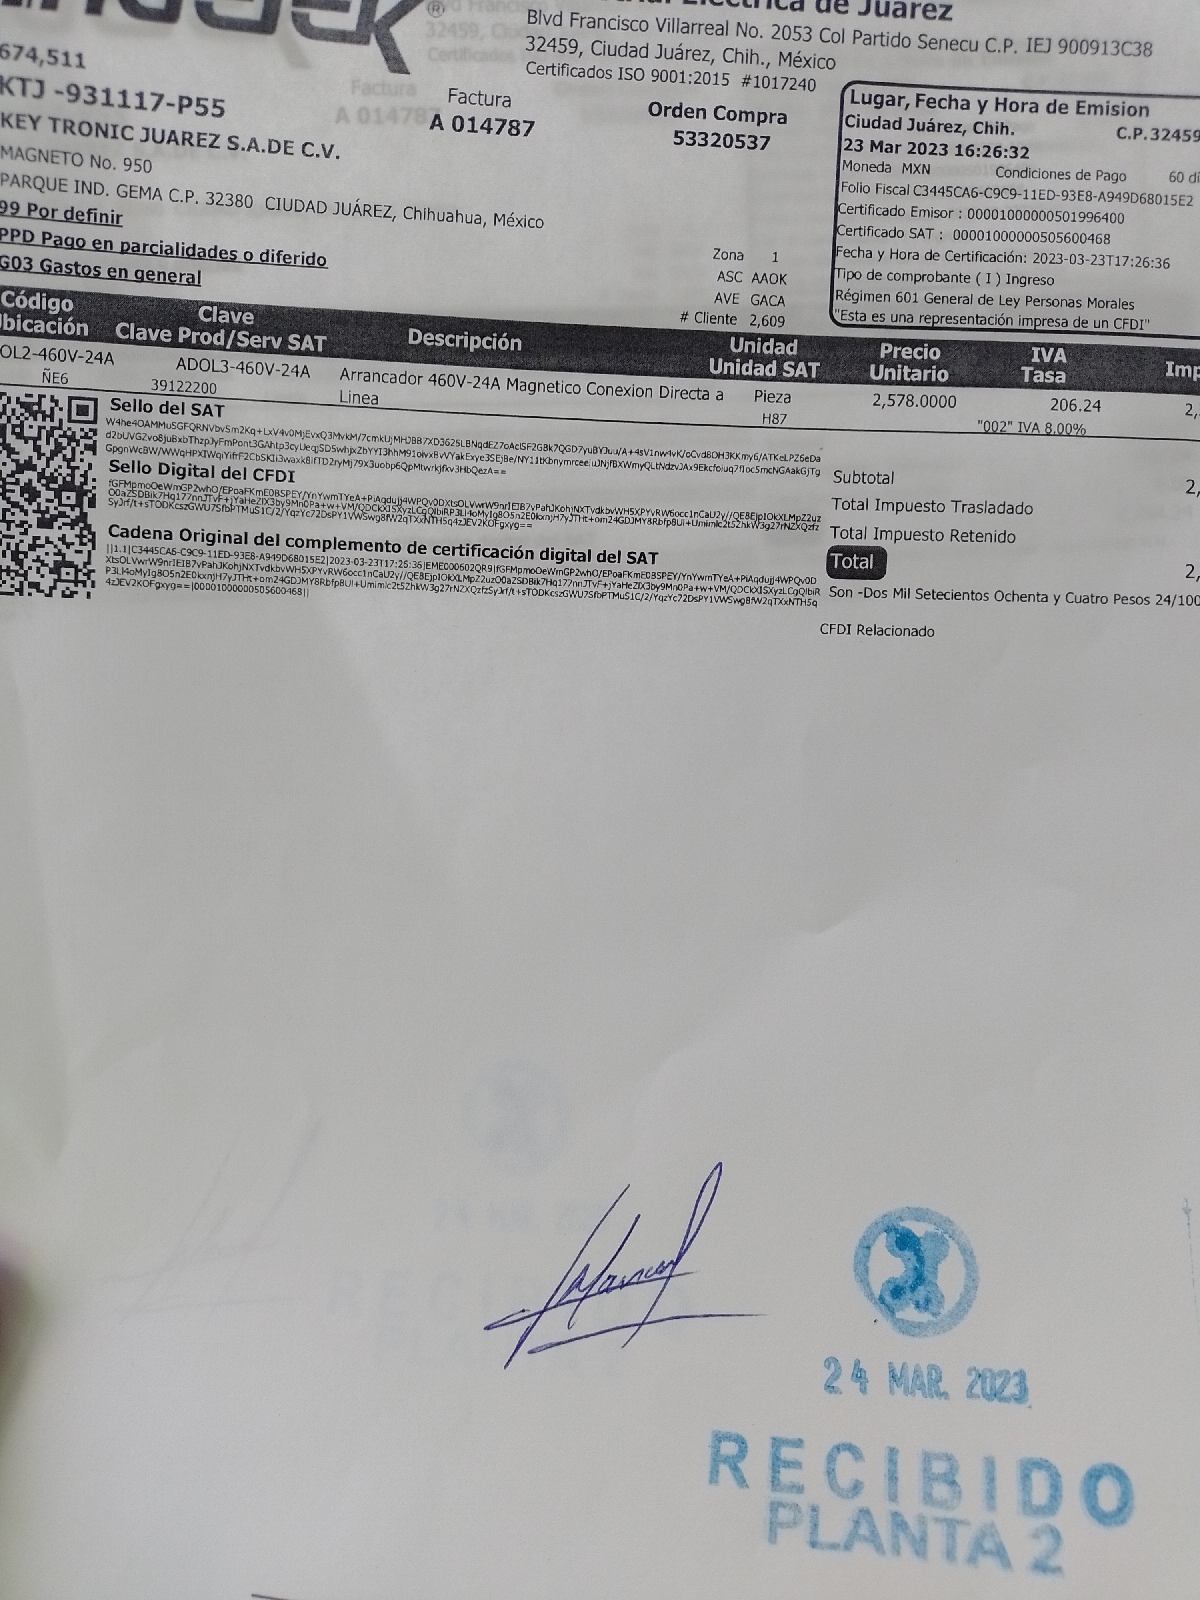 de Juárez
Blvd Francisco Villarreal No. 2053 Col Partido Senecu C.P. IEJ 900913C38
32459, Ciudad Juárez, Chih., México
Certificados ISO 9001:2015 #1017240
674,511
KTJ -931117-P55
KEY TRONIC JUAREZ S.A.DE C.V.
MAGNETO No. 950
PARQUE IND. GEMA C.P. 32380 CIUDAD JUÁREZ, Chihuahua, México
99 Por definir
PPD Pago en parcialidades o diferido
G03 Gastos en general
Factura
A 014787
Orden Compra
53320537
Zona 1
ASC AAOK
AVE GACA
# Cliente 2,609
Lugar, Fecha y Hora de Emision
Ciudad Juárez, Chih. C.P.32459
23 Mar 2023 16:26:32
Moneda MXN Condiciones de Pago 60
Folio Fiscal C3445CA6-C9C9-11ED-93E8-A949D68015E2
Certificado Emisor : 00001000000501996400
Certificado SAT : 00001000000505600468
Fecha y Hora de Certificación: 2023-03-23T17:26:36
Tipo de comprobante ( I ) Ingreso
Régimen 601 General de Ley Personas Morales
"Esta es una representación impresa de un CFDI"
Código Clave Descripción Unidad Precio IVA
Clave Prod/Serv SAT Unidad SAT Unitario Tasa
OL2-460V-24A ADOL3-460V-24A Arrancador 460V-24A Magnetico Conexion Directa a Pieza 2,578.0000 206.24
ÑE6 39122200 Linea H87 "002" IVA 8.00%
Sello del SAT
Sello Digital del CFDI
Cadena Original del complemento de certificación digital del SAT
Subtotal
Total Impuesto Trasladado
Total Impuesto Retenido
Total
Son -Dos Mil Setecientos Ochenta y Cuatro Pesos 24/100
CFDI Relacionado
24 MAR. 2023
RECIBIDO
PLANTA 2